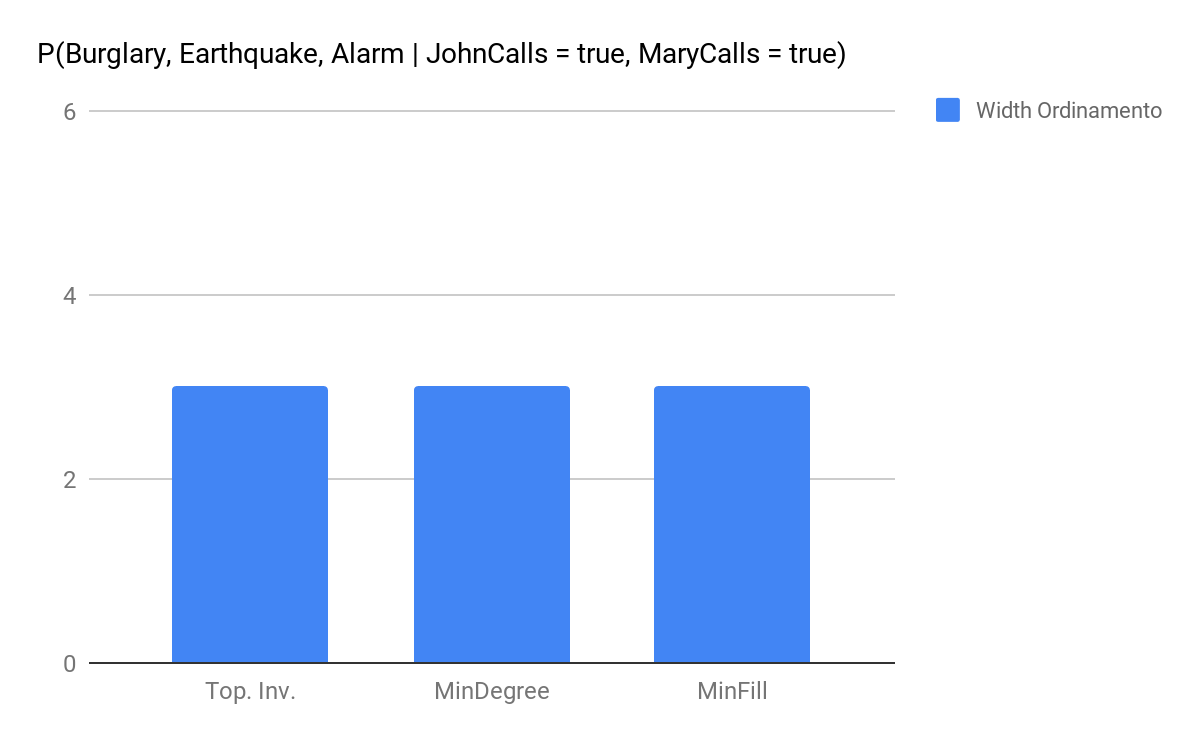 P(Burglary, Earthquake, Alarm | JohnCalls = true, MaryCalls = true)
6
Width Ordinamento
4
2
0
Top. Inv.
MinDegree
MinFill